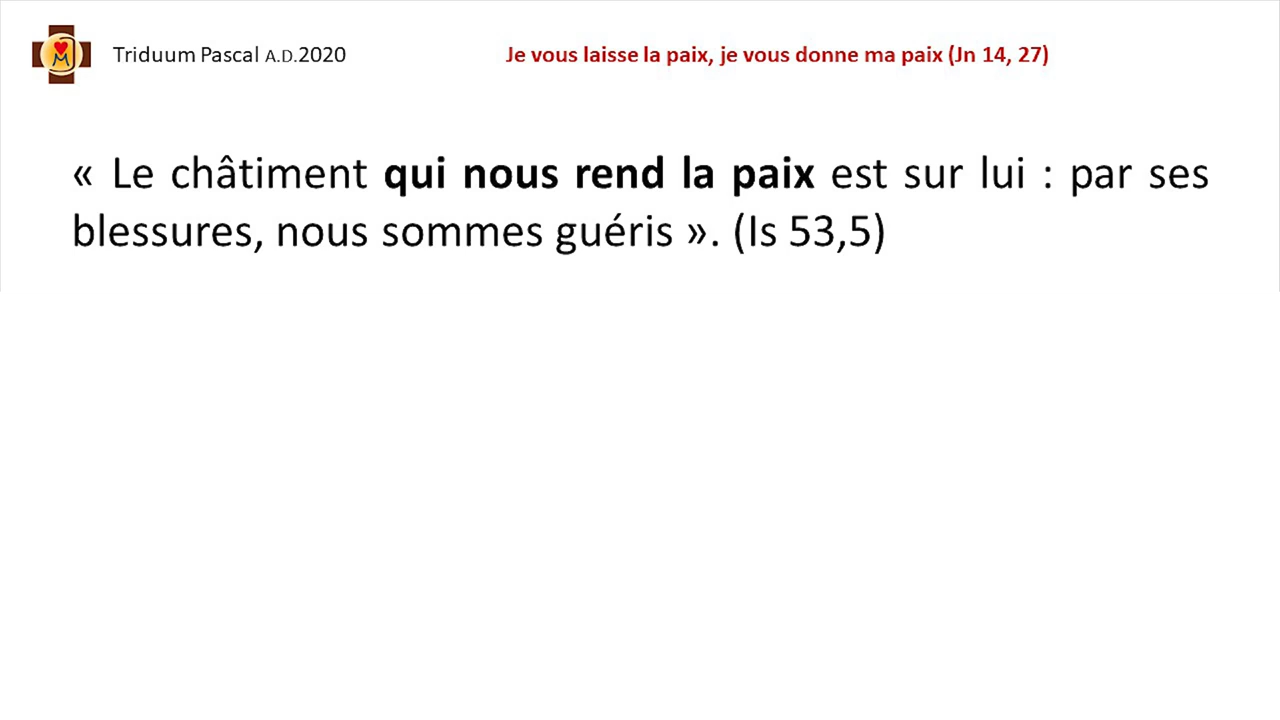 Triduum Pascal A.D.2020
Je vous laisse la paix, je vous donne ma paix (Jn 14, 27)
« Le châtiment qui nous rend la paix est sur lui : par ses
blessures, nous sommes guéris ». (Is 53,5)